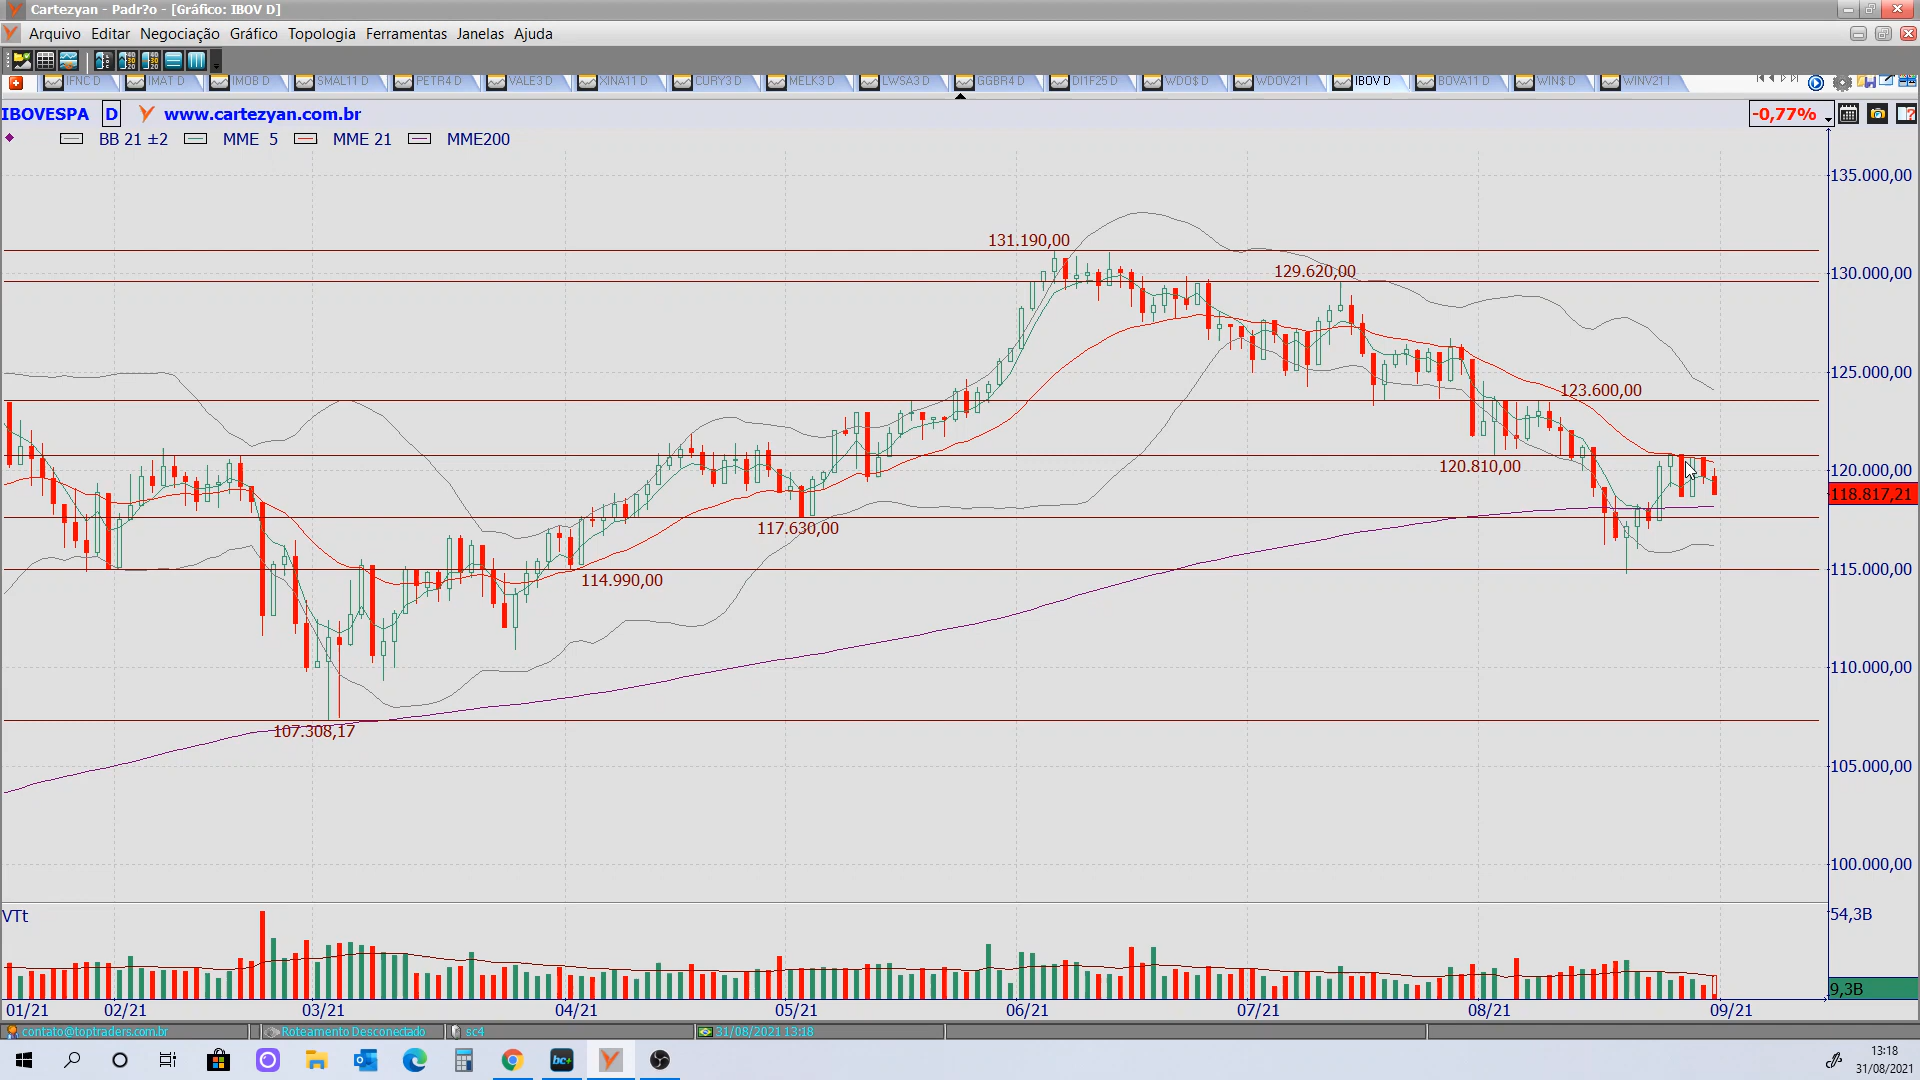 Cartezyan - Padr?o - [Gráfico: IBOV D]
Arquivo Editar Negociação Gráfico Topologia Ferramentas Janelas Ajuda
IFNC D IMAT D IMOB D SMAL11 D PETR4 D VALE3 D XINA11 D CURY3 D MELK3 D LWSA3 D GGBR4 D DI1F25 D WDO$ D WDOV21 I IBOV D BOVA11 D WIN$ D WINV21 I
IBOVESPA D www.cartezyan.com.br -0,77%
BB 21 ±2 MME 5 MME 21 MME200
135.000,00
131.190,00
129.620,00
130.000,00
125.000,00
123.600,00
120.810,00
120.000,00
118.817,21
117.630,00
114.990,00
115.000,00
110.000,00
107.308,17
105.000,00
100.000,00
VTt 54,3B
9,3B
01/21 02/21 03/21 04/21 05/21 06/21 07/21 08/21 09/21
contato@toptraders.com.br Roteamento Desconectado sc4 31/08/2021 13:18
bc+
13:18
31/08/2021